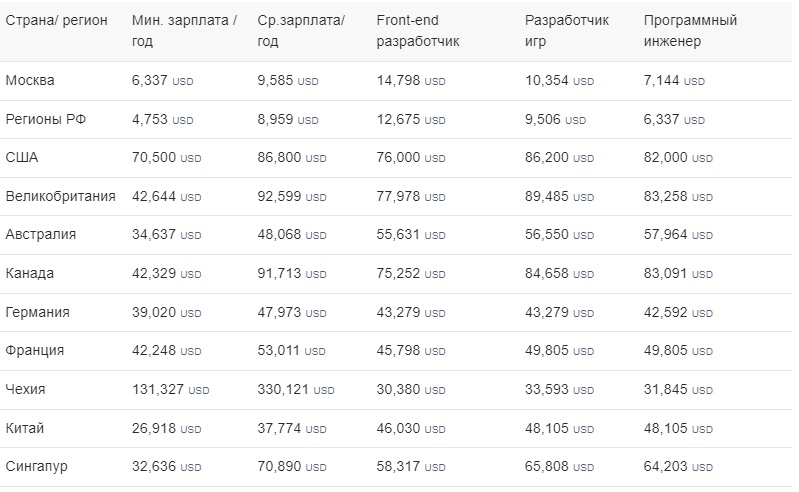 Страна/ регион Мин. зарплата / год Ср.зарплата/ год Front-end разработчик Разработчик игр Программный инженер
Москва 6,337 USD 9,585 USD 14,798 USD 10,354 USD 7,144 USD
Регионы РФ 4,753 USD 8,959 USD 12,675 USD 9,506 USD 6,337 USD
США 70,500 USD 86,800 USD 76,000 USD 86,200 USD 82,000 USD
Великобритания 42,644 USD 92,599 USD 77,978 USD 89,485 USD 83,258 USD
Австралия 34,637 USD 48,068 USD 55,631 USD 56,550 USD 57,964 USD
Канада 42,329 USD 91,713 USD 75,252 USD 84,658 USD 83,091 USD
Германия 39,020 USD 47,973 USD 43,279 USD 43,279 USD 42,592 USD
Франция 42,248 USD 53,011 USD 45,798 USD 49,805 USD 49,805 USD
Чехия 131,327 USD 330,121 USD 30,380 USD 33,593 USD 31,845 USD
Китай 26,918 USD 37,774 USD 46,030 USD 48,105 USD 48,105 USD
Сингапур 32,636 USD 70,890 USD 58,317 USD 65,808 USD 64,203 USD